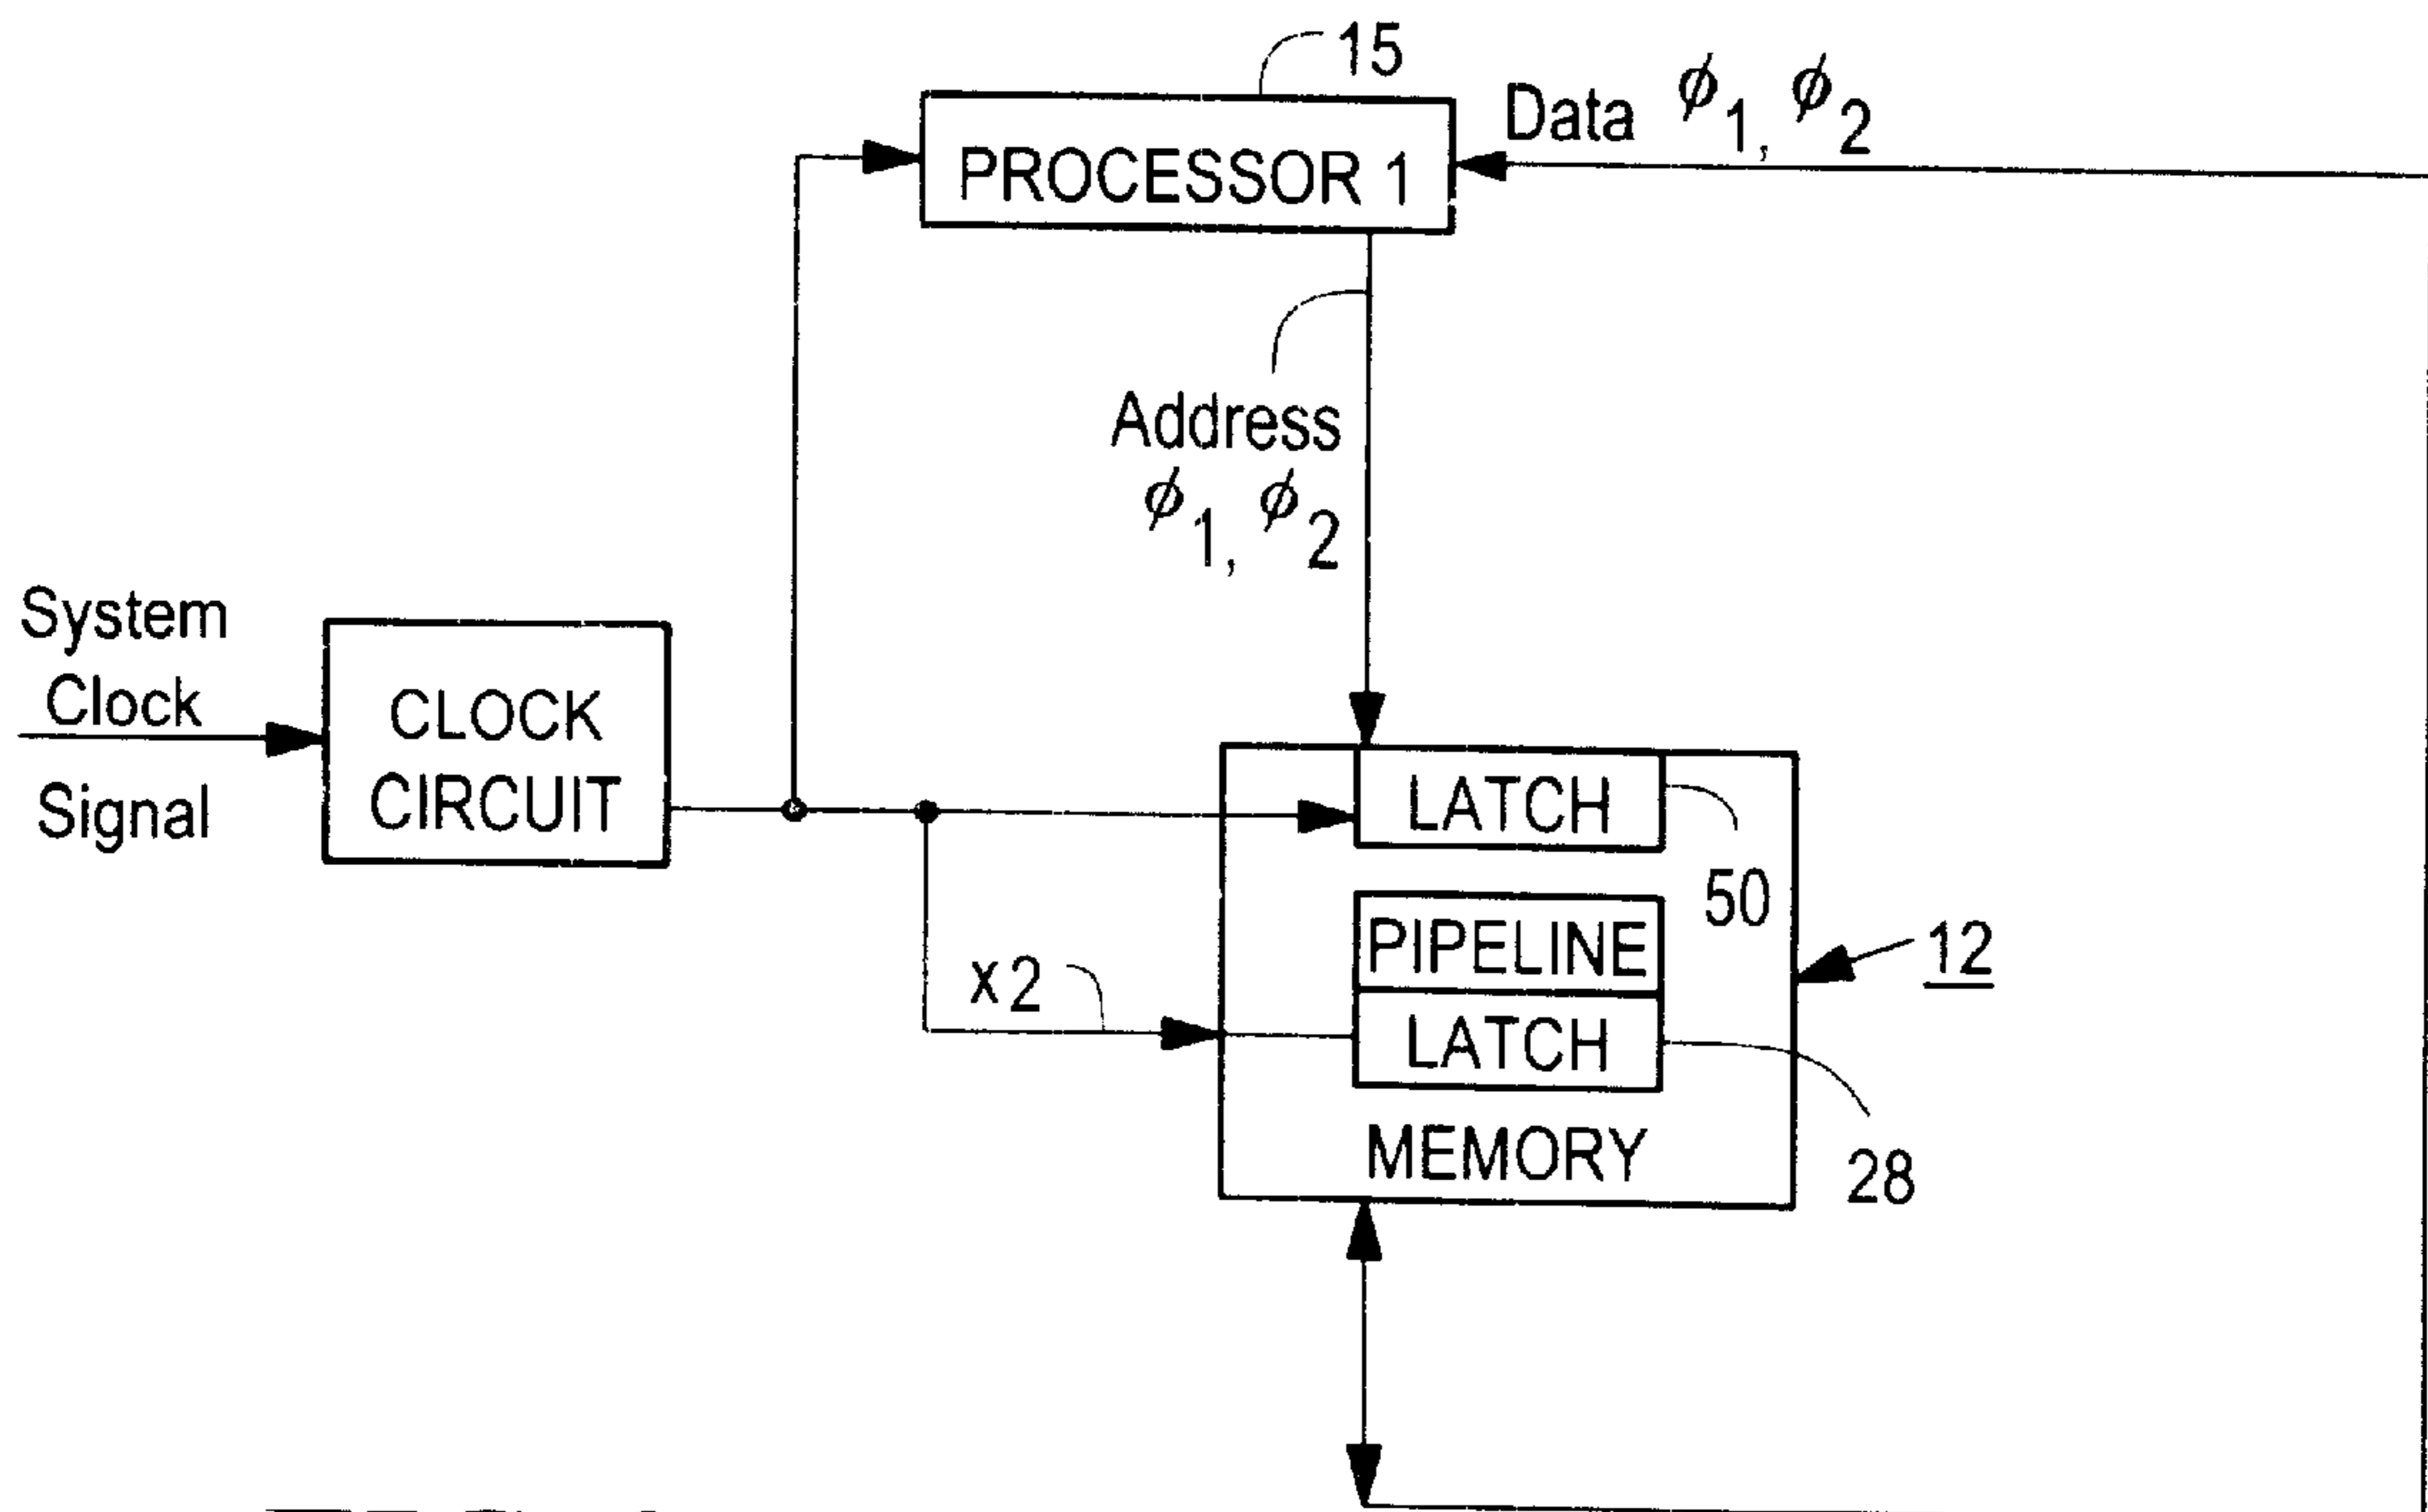 15
Data ϕ1, ϕ2
PROCESSOR 1
Address
ϕ1, ϕ2
System
Clock
Signal
CLOCK
CIRCUIT
LATCH
50
PIPELINE
12
x2
LATCH
MEMORY
28